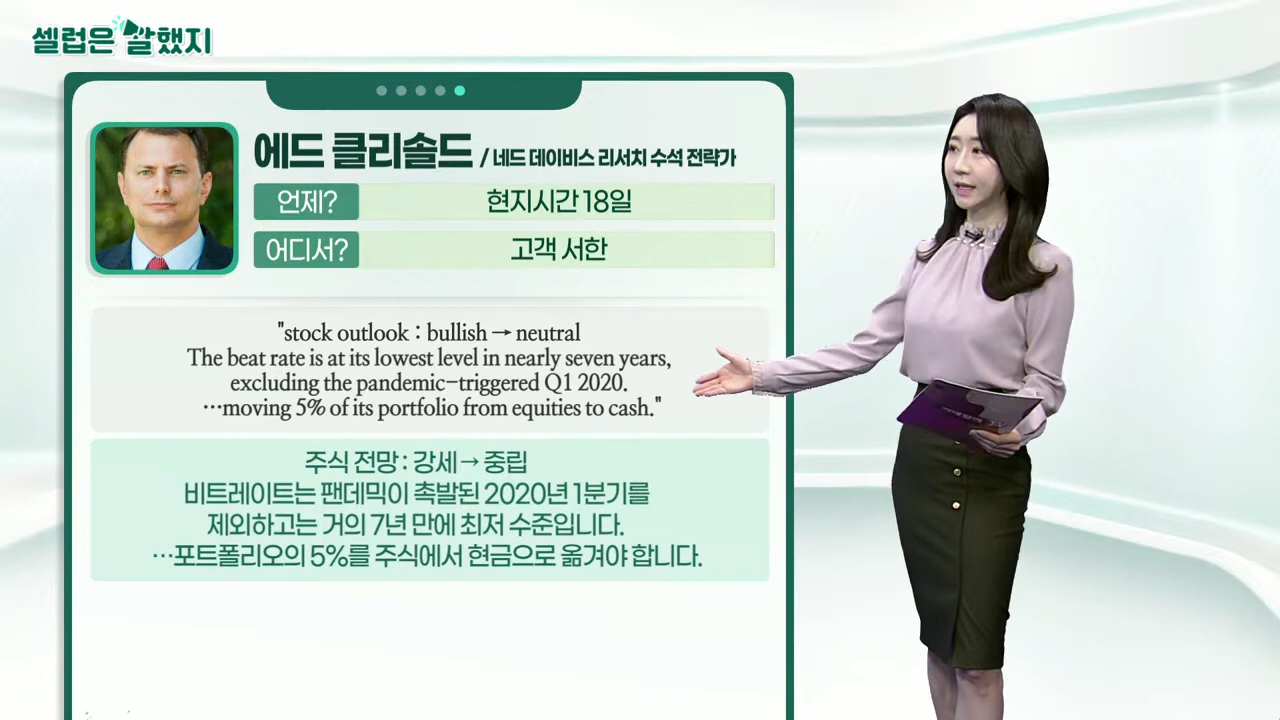 셀럽은 말했지
에드 클리솔드 / 네드 데이비스 리서치 수석 전략가
언제? 현지시간 18일
어디서? 고객 서한
"stock outlook : bullish → neutral
The beat rate is at its lowest level in nearly seven years,
excluding the pandemic-triggered Q1 2020.
…moving 5% of its portfolio from equities to cash."
주식 전망 : 강세 → 중립
비트레이트는 팬데믹이 촉발된 2020년 1분기를
제외하고는 거의 7년 만에 최저 수준입니다.
…포트폴리오의 5%를 주식에서 현금으로 옮겨야 합니다.